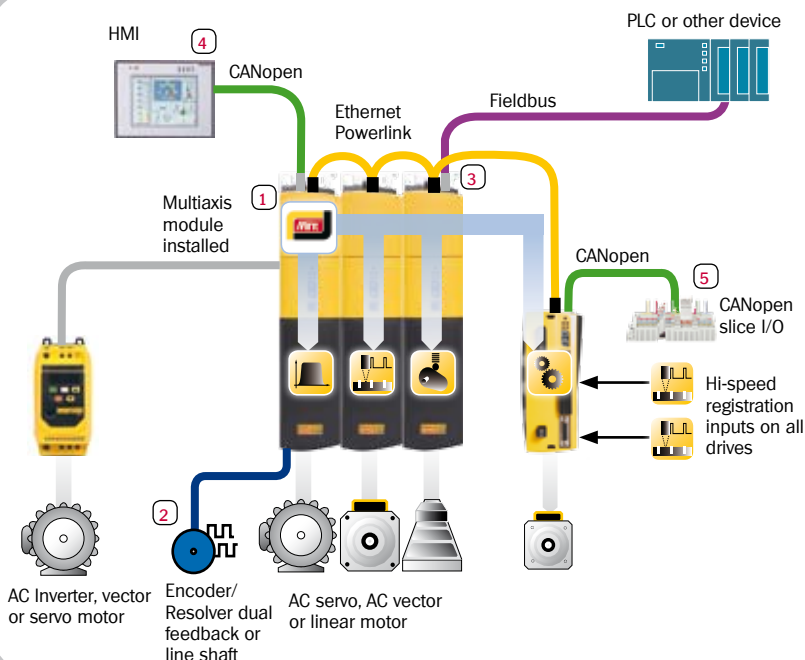 PLC or other device
HMI
4
CANopen
Ethernet
Powerlink
Fieldbus
1
3
Multiaxis
module
installed
Mint
CANopen
5
CANopen
slice I/O
Hi-speed
registration
inputs on all
drives
2
AC Inverter, vector
or servo motor
Encoder/
Resolver dual
feedback or
line shaft
AC servo, AC vector
or linear motor